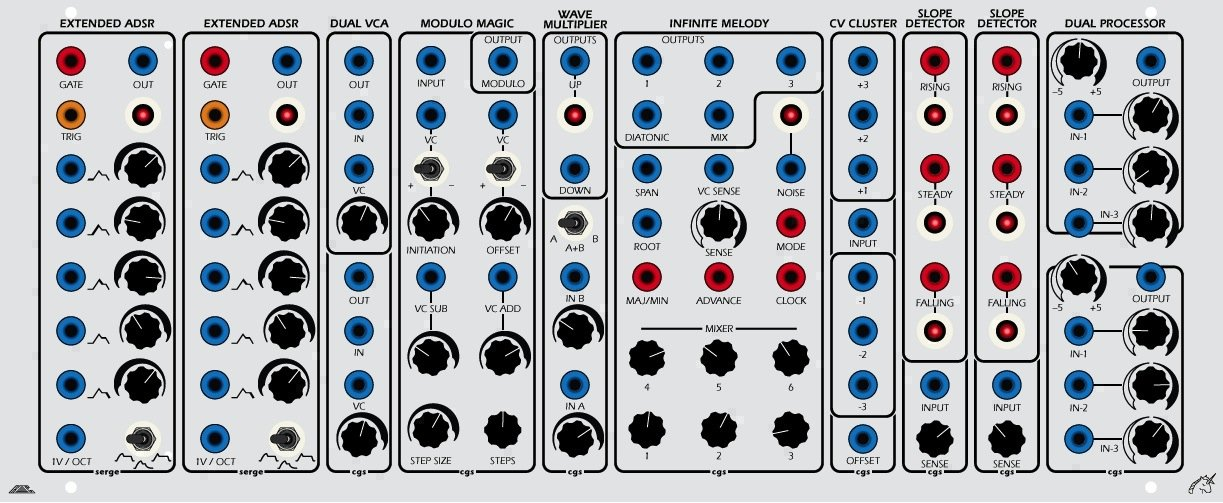 EXTENDED ADSR
GATE
OUT
TRIG
1V / OCT
serge
EXTENDED ADSR
GATE
OUT
TRIG
1V / OCT
serge
DUAL VCA
OUT
IN
VC
OUT
IN
VC
cgs
MODULO MAGIC
INPUT
OUTPUT
MODULO
VC
VC
+ −
+ −
INITIATION
OFFSET
VC SUB
VC ADD
STEP SIZE
STEPS
cgs
WAVE
MULTIPLIER
OUTPUTS
UP
DOWN
A B
A+B
IN B
IN A
cgs
INFINITE MELODY
OUTPUTS
1 2 3
DIATONIC MIX
SPAN VC SENSE NOISE
ROOT SENSE MODE
MAJ/MIN ADVANCE CLOCK
MIXER
4 5 6
1 2 3
cgs
CV CLUSTER
+3
+2
+1
INPUT
-1
-2
-3
OFFSET
cgs
SLOPE
DETECTOR
RISING
STEADY
FALLING
INPUT
SENSE
cgs
SLOPE
DETECTOR
RISING
STEADY
FALLING
INPUT
SENSE
cgs
DUAL PROCESSOR
−5 +5
OUTPUT
IN-1
IN-2
IN-3
−5 +5
OUTPUT
IN-1
IN-2
IN-3
cgs